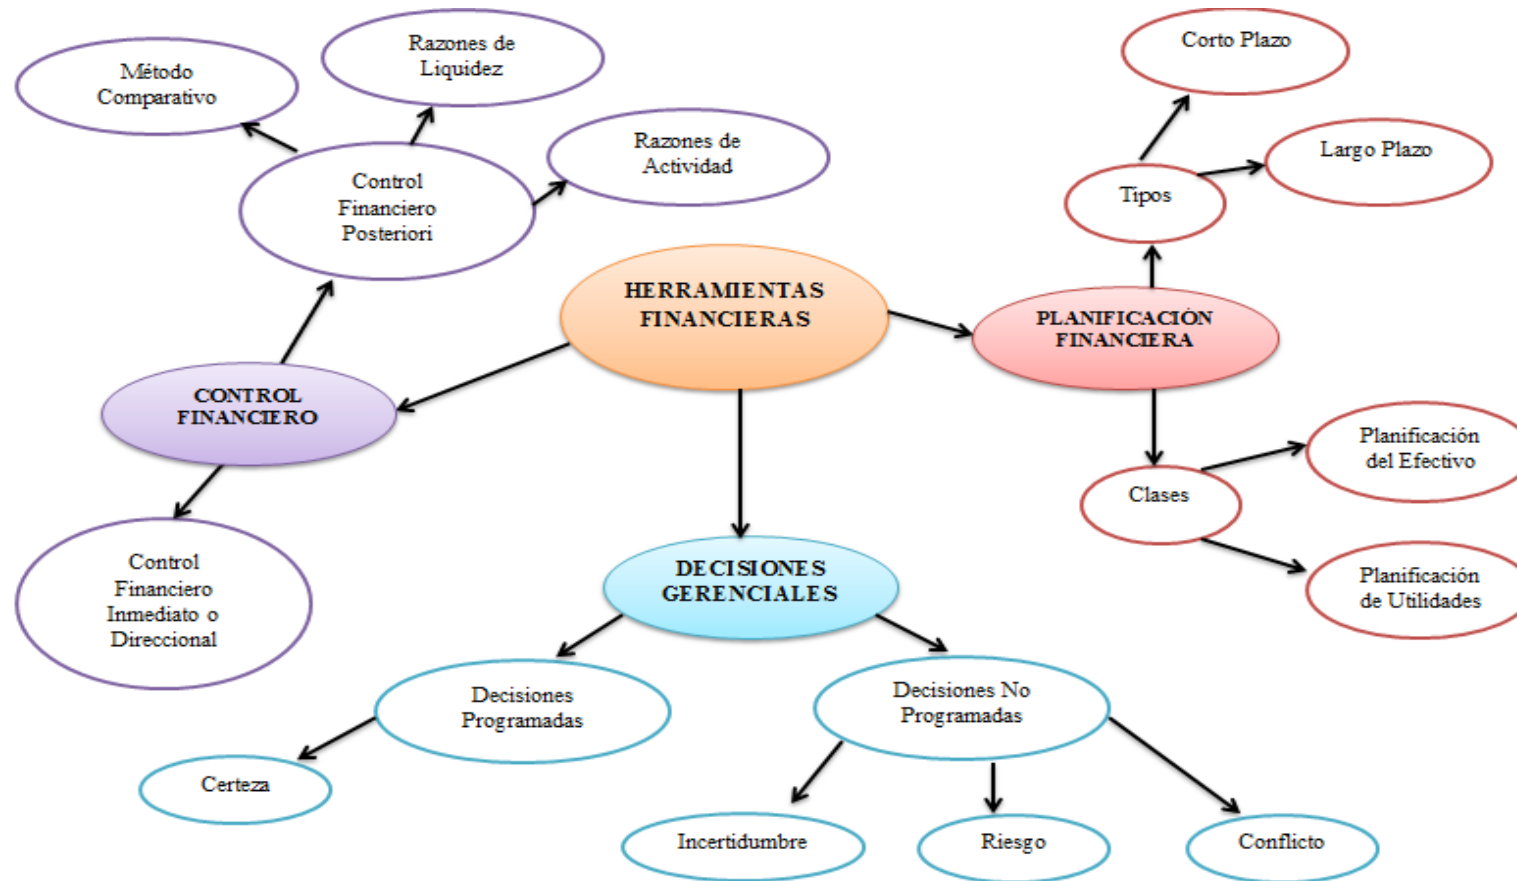 Método
Comparativo
Razones de
Liquidez
Razones de
Actividad
Control
Financiero
Posteriori
Corto Plazo
Largo Plazo
Tipos
HERRAMIENTAS
FINANCIERAS
PLANIFICACIÓN
FINANCIERA
CONTROL
FINANCIERO
Clases
Planificación
del Efectivo
Planificación
de Utilidades
Control
Financiero
Inmediato o
Direccional
DECISIONES
GERENCIALES
Decisiones
Programadas
Decisiones No
Programadas
Certeza
Incertidumbre
Riesgo
Conflicto